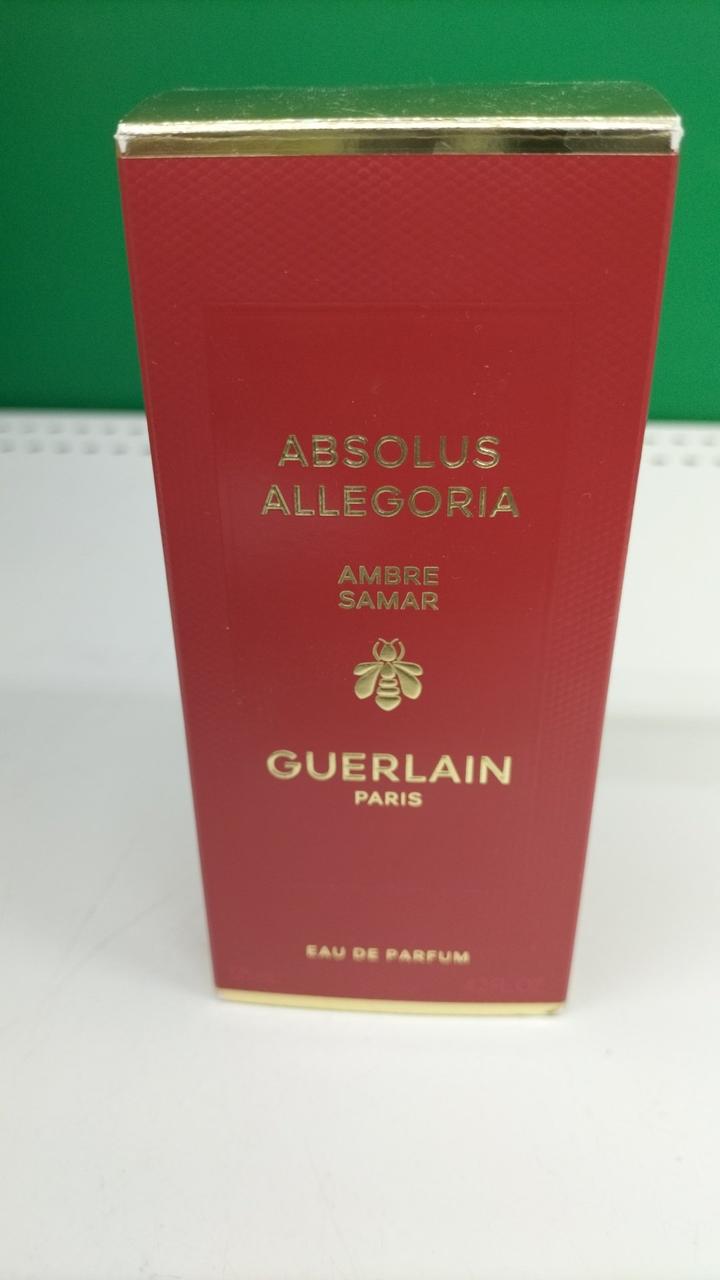 ABSOLUS
ALLEGORIA
AMBRE
SAMAR
GUERLAIN
PARIS
EAU DE PARFUM